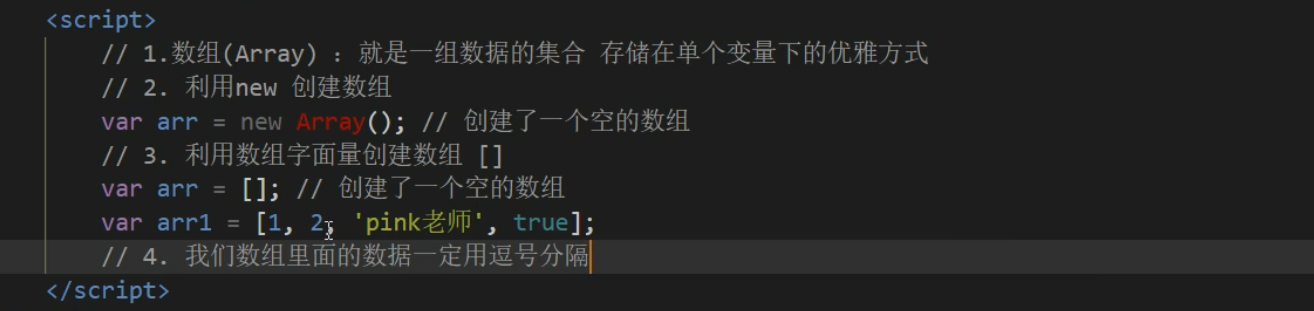 <script>
// 1.数组(Array) ：就是一组数据的集合 存储在单个变量下的优雅方式
// 2. 利用new 创建数组
var arr = new Array(); // 创建了一个空的数组
// 3. 利用数组字面量创建数组 []
var arr = []; // 创建了一个空的数组
var arr1 = [1, 2, 'pink老师', true];
// 4. 我们数组里面的数据一定用逗号分隔
</script>